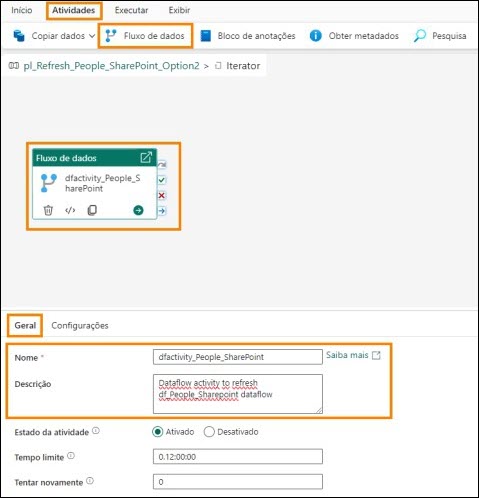 Início Atividades Executar Exibir
Copiar dados Fluxo de dados Bloco de anotações Obter metadados Pesquisa
pl_Refresh_People_SharePoint_Option2 > Iterator
Fluxo de dados
dfactivity_People_S
harePoint
Geral Configurações
Nome * dfactivity_People_SharePoint Saiba mais
Descrição Dataflow activity to refresh
df_People_Sharepoint dataflow
Estado da atividade Ativado Desativado
Tempo limite 0.12:00:00
Tentar novamente 0